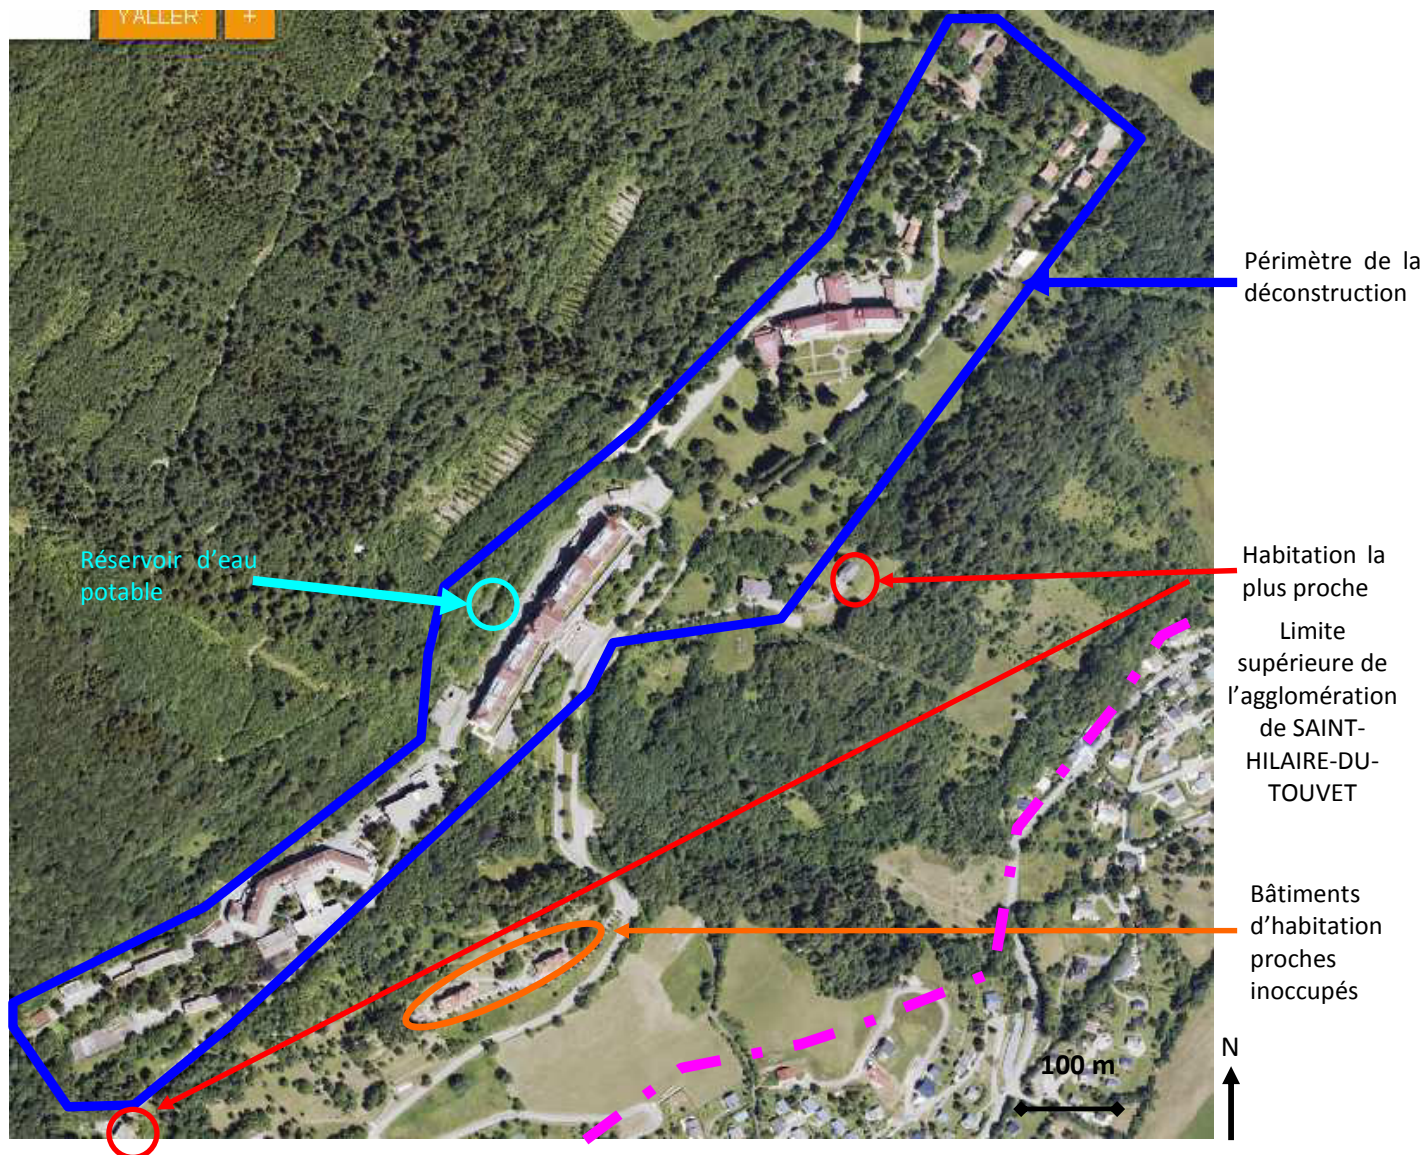 Y ALLER +
Périmètre de la
déconstruction
Réservoir d'eau
potable
Habitation la
plus proche
Limite
supérieure de
l'agglomération
de SAINT-
HILAIRE-DU-
TOUVET
Bâtiments
d'habitation
proches
inoccupés
100 m
N